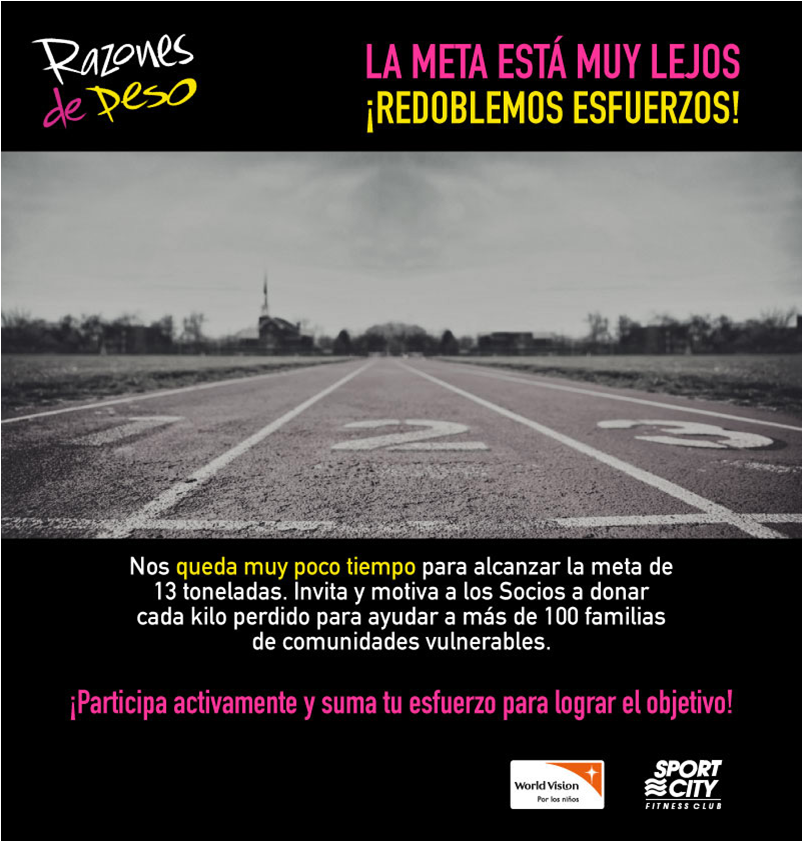 Razones
de Peso
LA META ESTÁ MUY LEJOS
¡REDOBLEMOS ESFUERZOS!
1 2 3
Nos queda muy poco tiempo para alcanzar la meta de
13 toneladas. Invita y motiva a los Socios a donar
cada kilo perdido para ayudar a más de 100 familias
de comunidades vulnerables.
¡Participa activamente y suma tu esfuerzo para lograr el objetivo!
World Vision
Por los niños
SPORT
CITY
FITNESS CLUB